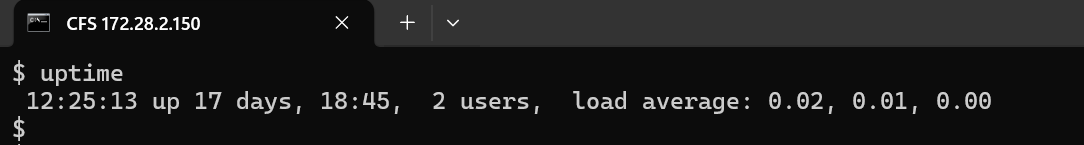 CFS 172.28.2.150
$ uptime
 12:25:13 up 17 days, 18:45,  2 users,  load average: 0.02, 0.01, 0.00
$